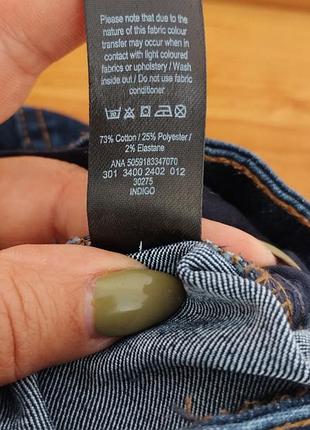 Please note that due to the
nature of this fabric colour
transfer may occur when in
contact with light coloured
fabrics or upholstery / Wash
inside out / Do not use fabric
conditioner
73% Cotton / 25% Polyester /
2% Elastane
ANA 5059183347070
301 3400 2402 012
30275
INDIGO